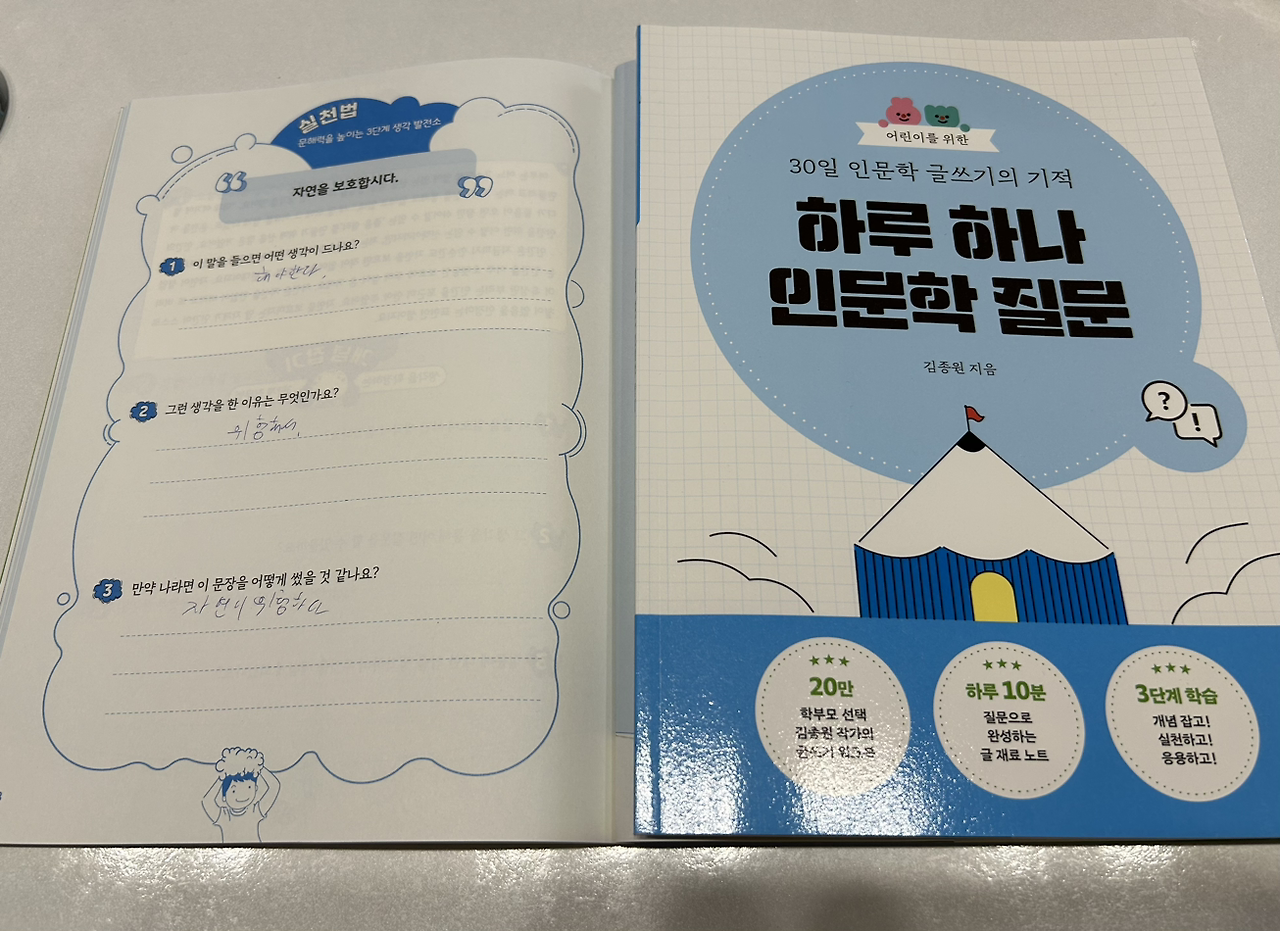 실천법
문해력을 높이는 3단계 생각 발전소
자연을 보호합시다.
1 이 말을 들으면 어떤 생각이 드나요?
2 그런 생각을 한 이유는 무엇인가요?
위험해서.
3 만약 나라면 이 문장을 어떻게 썼을 것 같나요?
자연이 위험하다
어린이를 위한
30일 인문학 글쓰기의 기적
하루 하나
인문학 질문
김종원 지음
?
!
20만
학부모 선택
김종원 작가의
하루 10분
질문으로
완성하는
글 재료 노트
3단계 학습
개념 잡고!
실천하고!
응용하고!